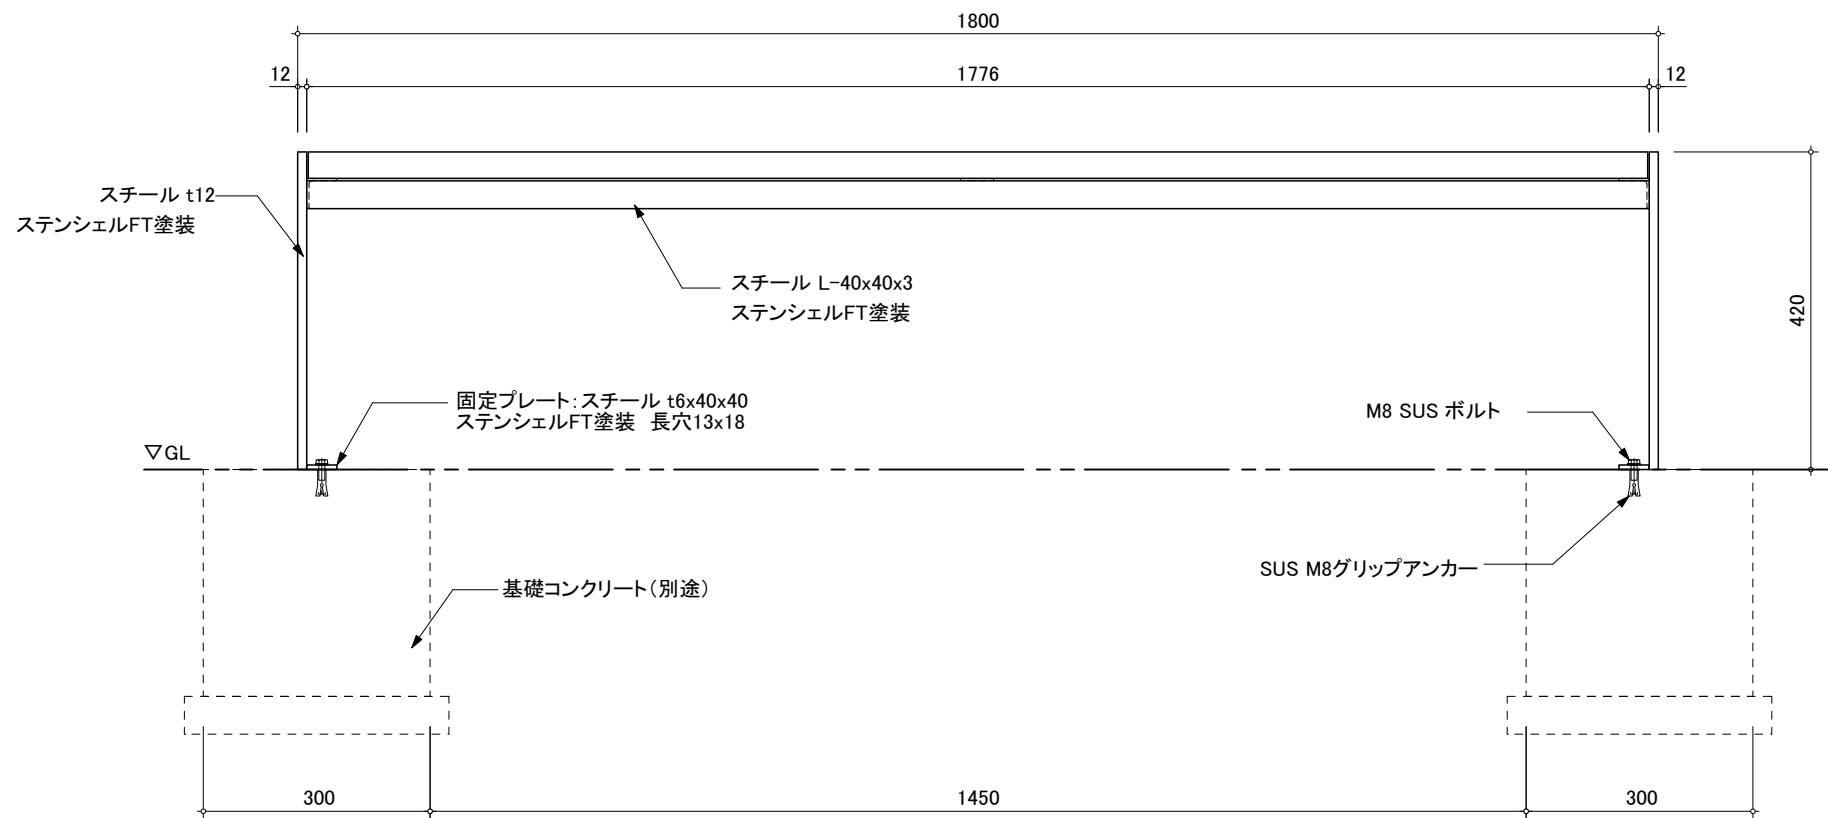 1800
12
1776
12
スチール t12
ステンシェルFT塗装
スチール L-40x40x3
ステンシェルFT塗装
420
固定プレート:スチール t6x40x40
ステンシェルFT塗装 長穴13x18
M8 SUS ボルト
▽GL
SUS M8グリップアンカー
基礎コンクリート(別途)
300
1450
300